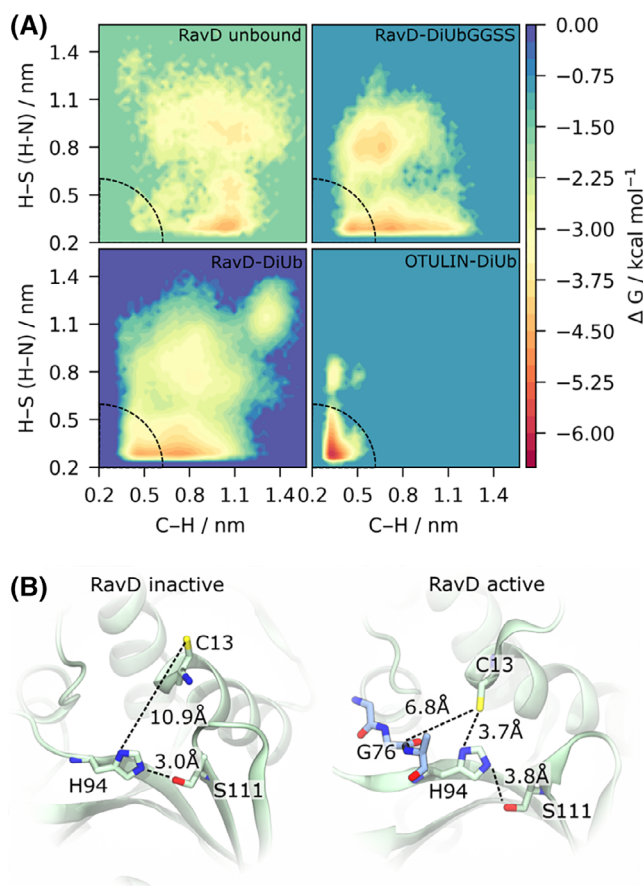 (A)
RavD unbound
RavD-DiUbGGSS
RavD-DiUb
OTULIN-DiUb
H–S (H-N) / nm
1.4
1.1
0.8
0.5
0.2
H–S (H–N) / nm
1.4
1.1
0.8
0.5
0.2
0.2 0.5 0.8 1.1 1.4
0.2 0.5 0.8 1.1 1.4
C–H / nm
C–H / nm
0.00
−0.75
−1.50
−2.25
−3.00
−3.75
−4.50
−5.25
−6.00
Δ G / kcal mol⁻¹
(B)
RavD inactive
C13
10.9Å
3.0Å
H94
S111
RavD active
C13
6.8Å
3.7Å
G76
H94
3.8Å
S111